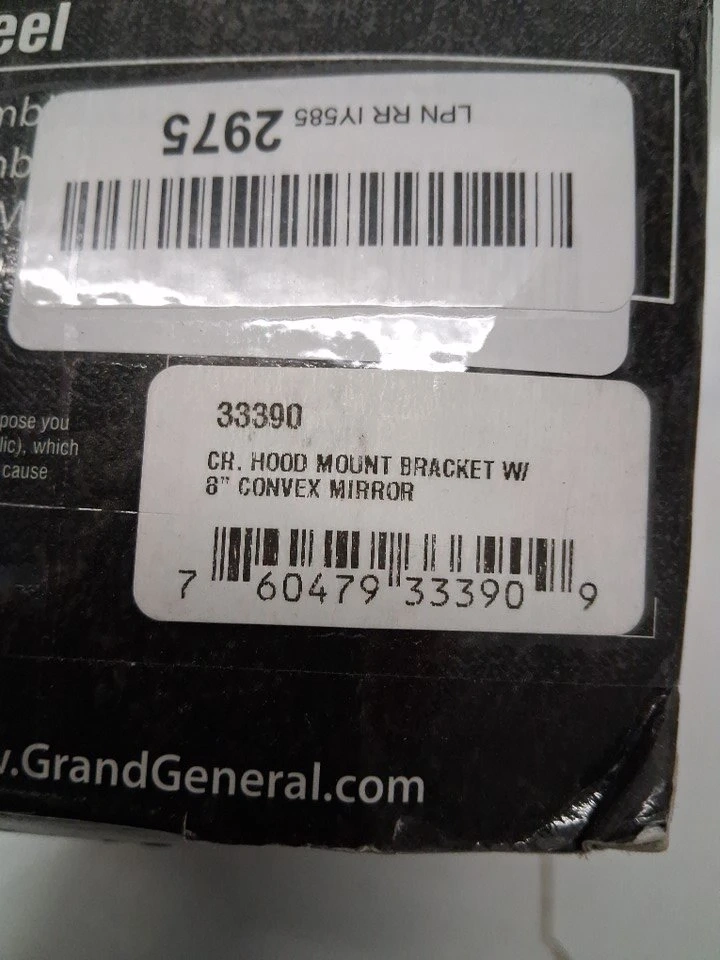 eel
LPN RR IY585 2975
33390
CR. HOOD MOUNT BRACKET W/
8" CONVEX MIRROR
7 60479 33390 9
pose you
lic), which
cause
.GrandGeneral.com